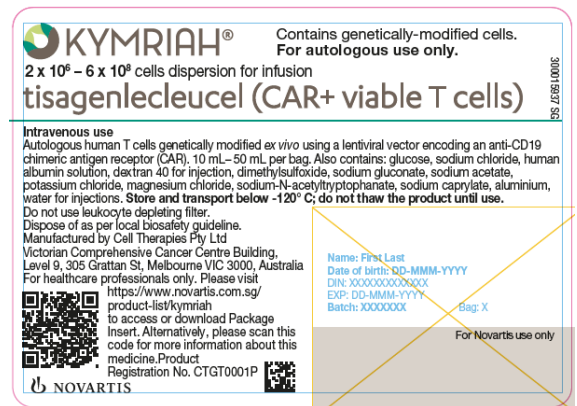 KYMRIAH®
Contains genetically-modified cells.
For autologous use only.
2 x 10⁶ – 6 x 10⁸ cells dispersion for infusion
tisagenlecleucel (CAR+ viable T cells)
300015937 SG
Intravenous use
Autologous human T cells genetically modified ex vivo using a lentiviral vector encoding an anti-CD19
chimeric antigen receptor (CAR). 10 mL– 50 mL per bag. Also contains: glucose, sodium chloride, human
albumin solution, dextran 40 for injection, dimethylsulfoxide, sodium gluconate, sodium acetate,
potassium chloride, magnesium chloride, sodium-N-acetyltryptophanate, sodium caprylate, aluminium,
water for injections. Store and transport below -120° C; do not thaw the product until use.
Do not use leukocyte depleting filter.
Dispose of as per local biosafety guideline.
Manufactured by Cell Therapies Pty Ltd
Victorian Comprehensive Cancer Centre Building,
Level 9, 305 Grattan St, Melbourne VIC 3000, Australia
For healthcare professionals only. Please visit
https://www.novartis.com.sg/
product-list/kymriah
to access or download Package
Insert. Alternatively, please scan this
code for more information about this
medicine.Product
Registration No. CTGT0001P
NOVARTIS
Name: First Last
Date of birth: DD-MMM-YYYY
DIN: XXXXXXXXXXXXX
EXP: DD-MMM-YYYY
Batch: XXXXXXX Bag: X
For Novartis use only